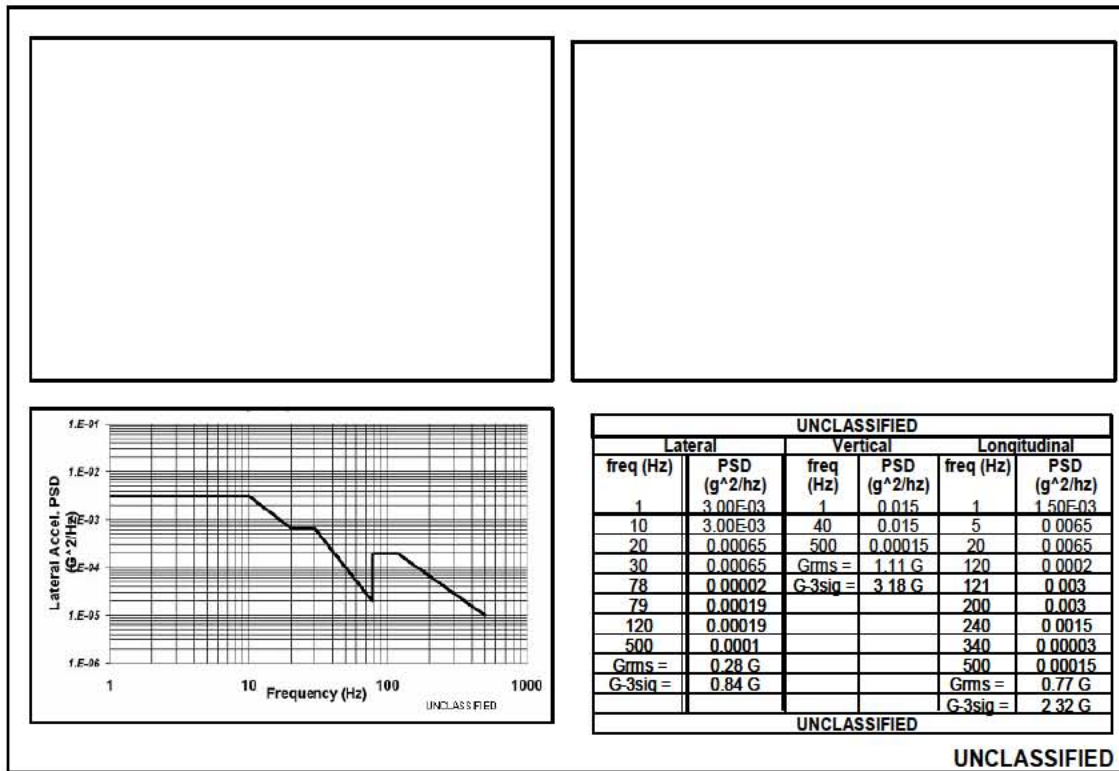 1.E-01
1.E-02
1.E-03
1.E-04
1.E-05
1.E-06
Lateral Accel. PSD
(G^2/Hz)
1 10 100 1000
Frequency (Hz)
UNCLASSIFIED
UNCLASSIFIED
Lateral Vertical Longitudinal
freq (Hz) PSD (g^2/hz) freq (Hz) PSD (g^2/hz) freq (Hz) PSD (g^2/hz)
1 3.00E-03 1 0.015 1 1.50E-03
10 3.00E-03 40 0.015 5 0 0065
20 0.00065 500 0.00015 20 0 0065
30 0.00065 Grms = 1.11 G 120 0.0002
78 0.00002 G-3sig = 3 18 G 121 0.003
79 0.00019 200 0.003
120 0.00019 240 0.0015
500 0.0001 340 0.00003
Grms = 0.28 G 500 0 00015
G-3sig = 0.84 G Grms = 0.77 G
G-3sig = 2 32 G
UNCLASSIFIED
UNCLASSIFIED